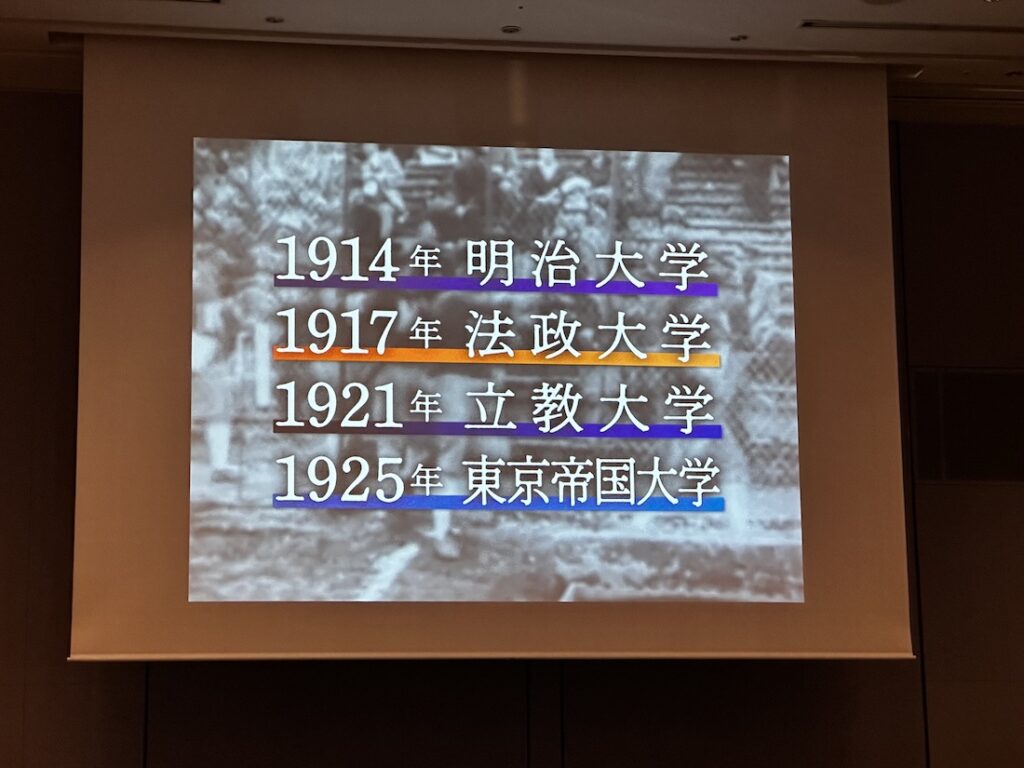 1914年 明治大学
1917年 法政大学
1921年 立教大学
1925年 東京帝国大学